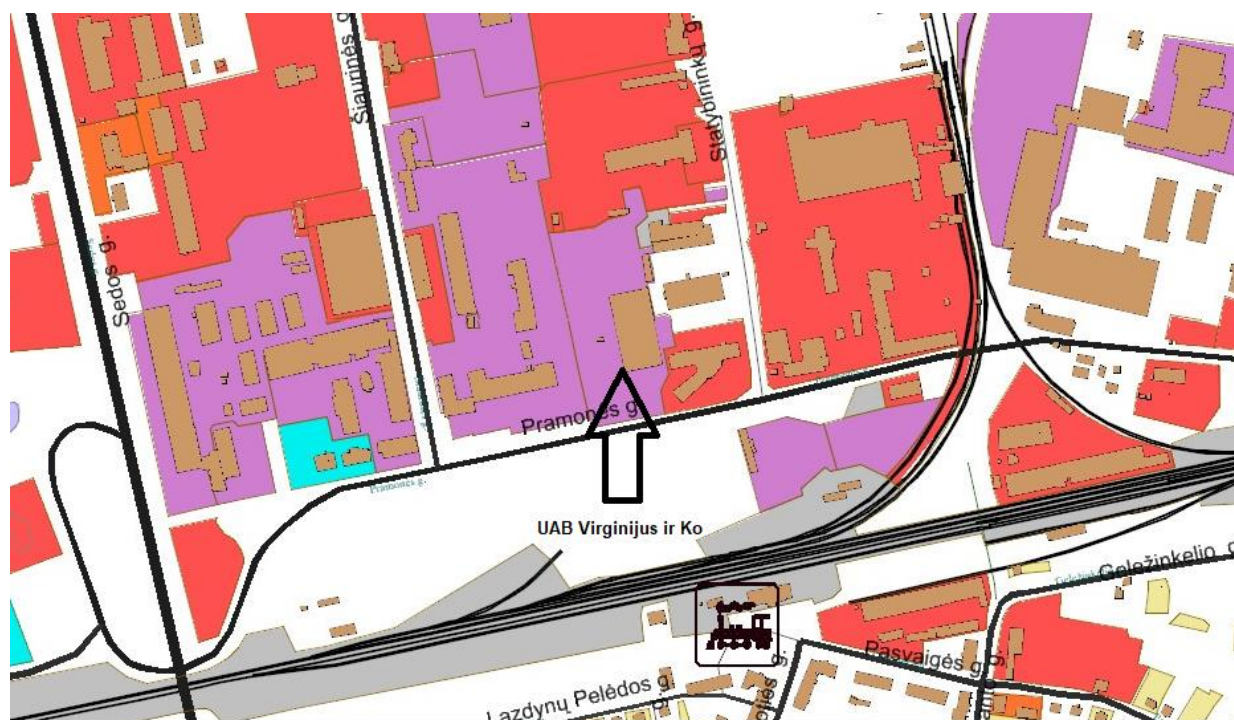 Šiaurinės g.
Statybininkų g.
Sedos g.
Pramonės g.
Pramonės g.
UAB Virginijus ir Ko
Geležinkelio g.
Pasvaigės g.
Lazdynų Pelėdos g.